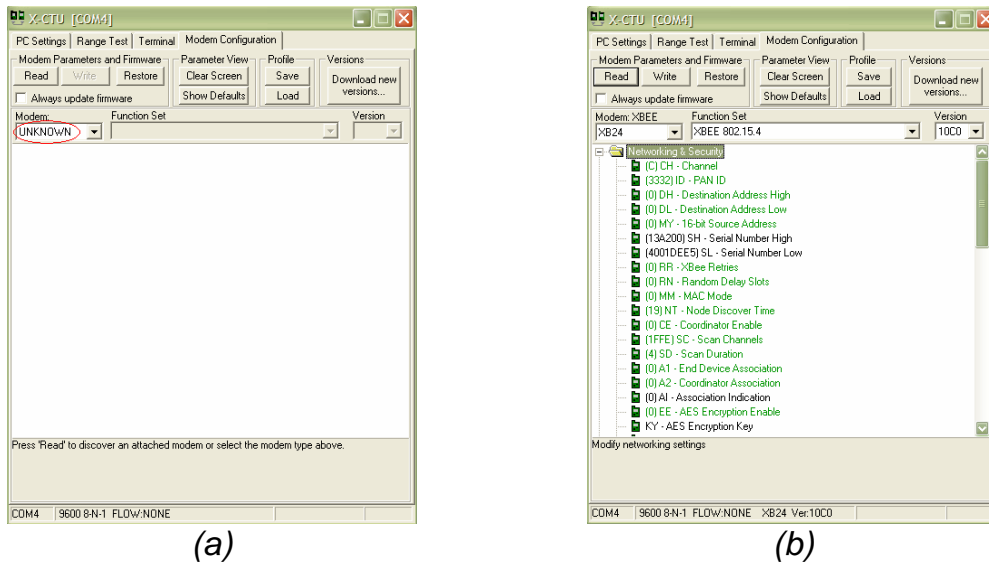 X-CTU [COM4]
PC Settings Range Test Terminal Modem Configuration
Modem Parameters and Firmware Parameter View Profile Versions
Read Write Restore Clear Screen Save Download new
versions...
Always update firmware Show Defaults Load
Modem: Function Set Version
UNKNOWN
Press 'Read' to discover an attached modem or select the modem type above.
COM4 9600 8-N-1 FLOW:NONE
(a)
X-CTU [COM4]
PC Settings Range Test Terminal Modem Configuration
Modem Parameters and Firmware Parameter View Profile Versions
Read Write Restore Clear Screen Save Download new
versions...
Always update firmware Show Defaults Load
Modem: XBEE Function Set Version
XB24 XBEE 802.15.4 10C0
Networking & Security
(C) CH - Channel
(3332) ID - PAN ID
(0) DH - Destination Address High
(0) DL - Destination Address Low
(0) MY - 16-bit Source Address
(13A200) SH - Serial Number High
(4001DEE5) SL - Serial Number Low
(0) RR - XBee Retries
(0) RN - Random Delay Slots
(0) MM - MAC Mode
(19) NT - Node Discover Time
(0) CE - Coordinator Enable
(1FFE) SC - Scan Channels
(4) SD - Scan Duration
(0) A1 - End Device Association
(0) A2 - Coordinator Association
(0) AI - Association Indication
(0) EE - AES Encryption Enable
KY - AES Encryption Key
Modify networking settings
COM4 9600 8-N-1 FLOW:NONE XB24 Ver:10C0
(b)